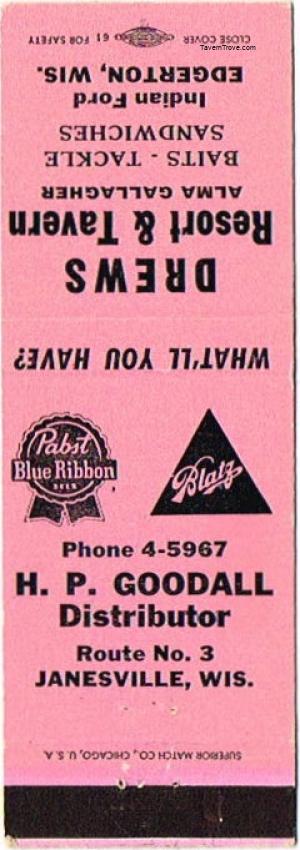 CLOSE COVER 61 FOR SAFETY
TavernTrove.com
EDGERTON, WIS.
Indian Ford
SANDWICHES
BAITS - TACKLE
ALMA GALLAGHER
Resort & Tavern
DREWS
WHAT'LL YOU HAVE?
Pabst
Blue Ribbon
BEER
Blatz
Phone 4-5967
H. P. GOODALL
Distributor
Route No. 3
JANESVILLE, WIS.
SUPERIOR MATCH CO., CHICAGO, U. S. A.